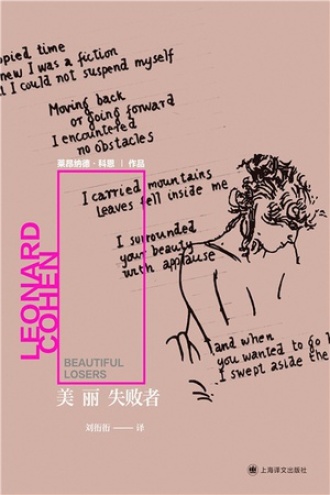 opied time
new I was a fiction
I could not suspend myself
Moving back
or going forward
I encountered
no obstacles
莱昂纳德·科恩 | 作品
I carried mountains
Leaves fell inside me
I surrounded
your beauty
with applause
LEONARD
COHEN
and when
you wanted to go
I swept aside the
BEAUTIFUL
LOSERS
美丽失败者
刘衎衎——译
上海译文出版社